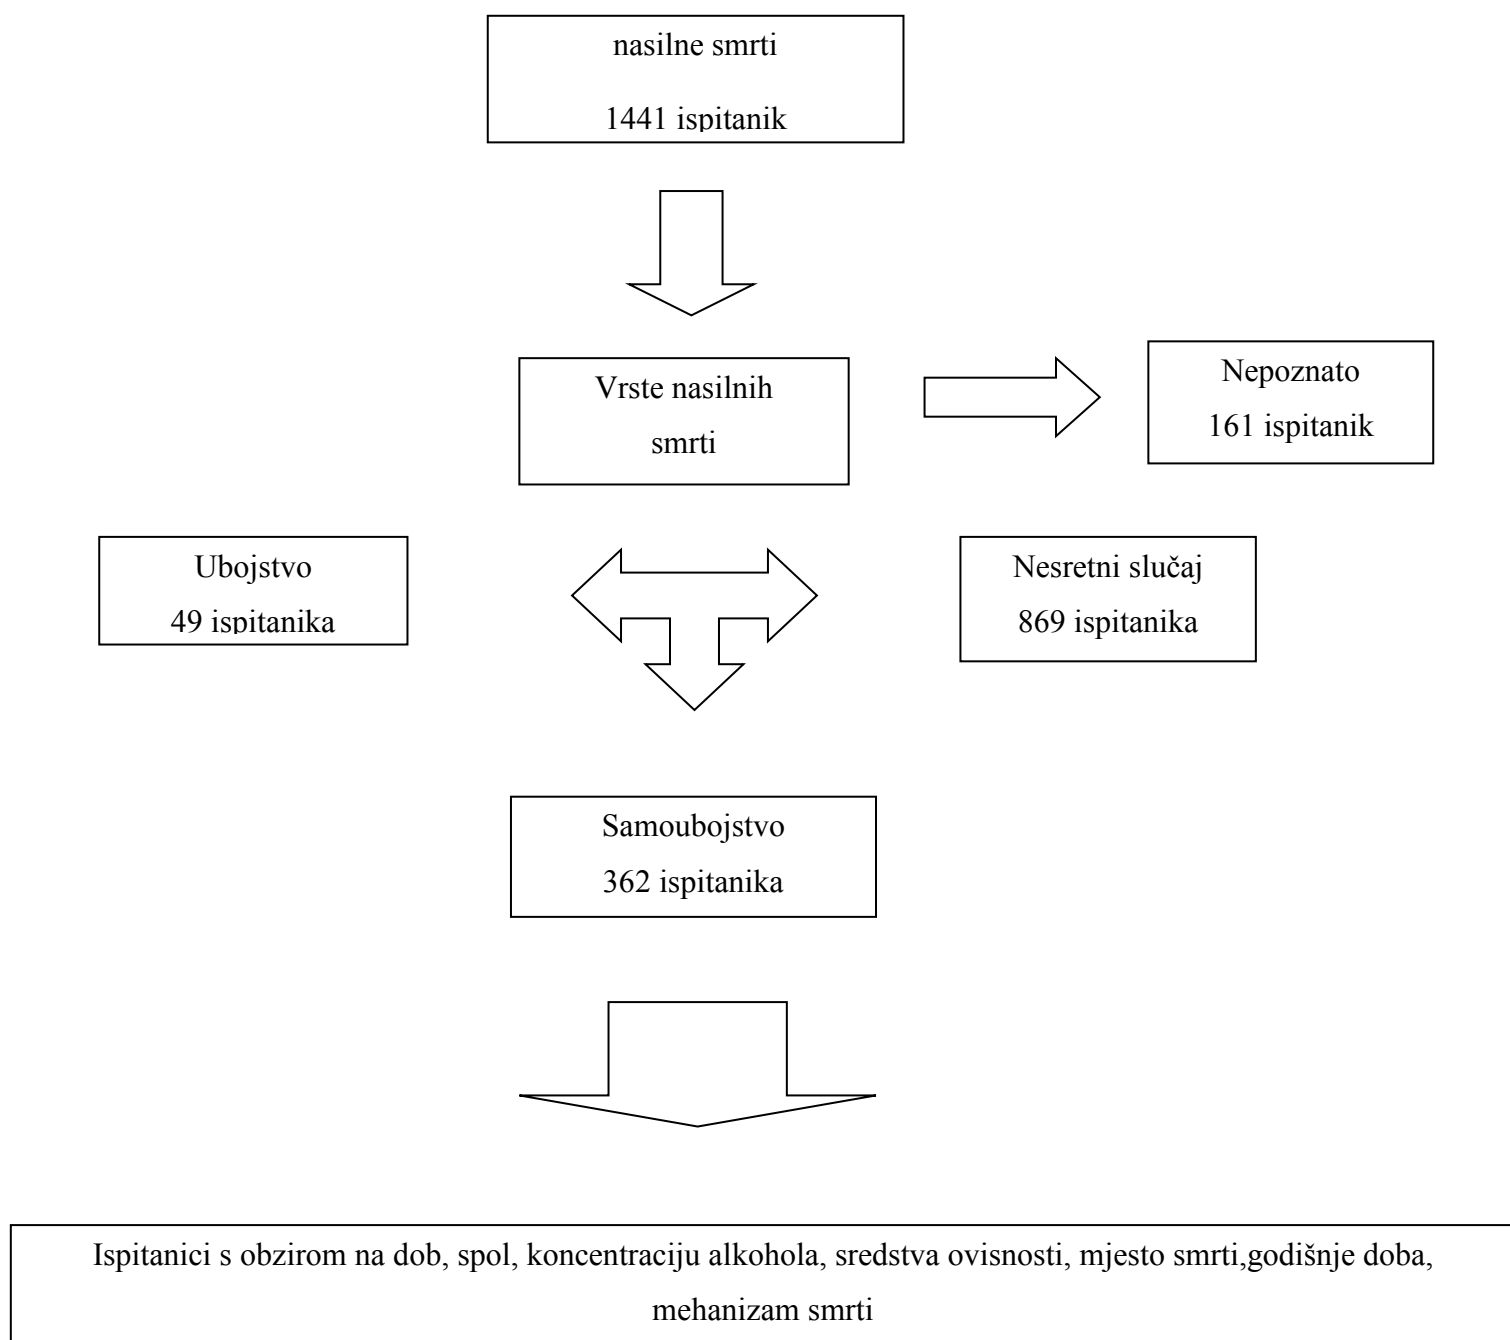 nasilne smrti
1441 ispitanik
Vrste nasilnih
smrti
Nepoznato
161 ispitanik
Ubojstvo
49 ispitanika
Nesretni slučaj
869 ispitanika
Samoubojstvo
362 ispitanika
Ispitanici s obzirom na dob, spol, koncentraciju alkohola, sredstva ovisnosti, mjesto smrti,godišnje doba,
mehanizam smrti